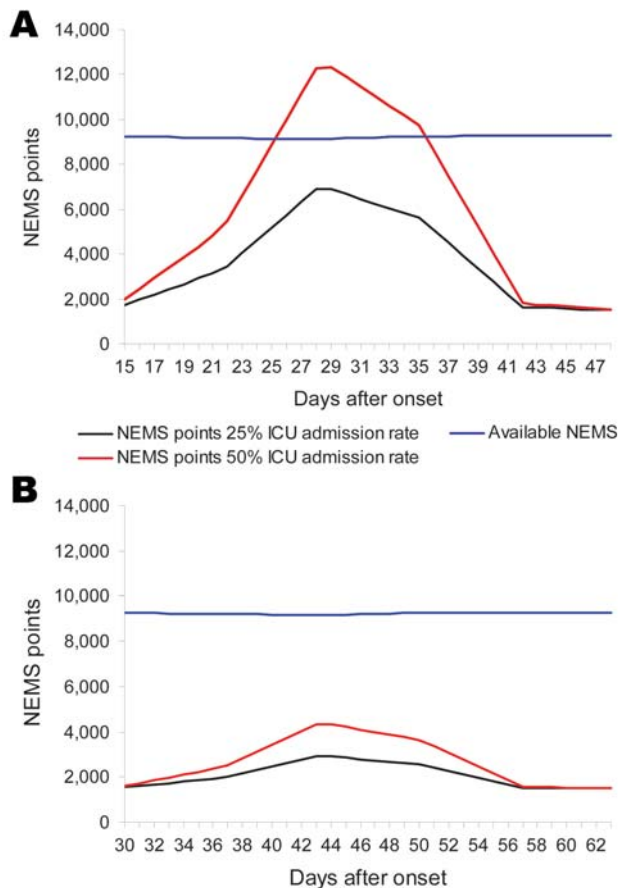 A
14,000
12,000
10,000
8,000
6,000
4,000
2,000
0
NEMS points
15 17 19 21 23 25 27 29 31 33 35 37 39 41 43 45 47
Days after onset
NEMS points 25% ICU admission rate Available NEMS
NEMS points 50% ICU admission rate
B
14,000
12,000
10,000
8,000
6,000
4,000
2,000
0
NEMS points
30 32 34 36 38 40 42 44 46 48 50 52 54 56 58 60 62
Days after onset